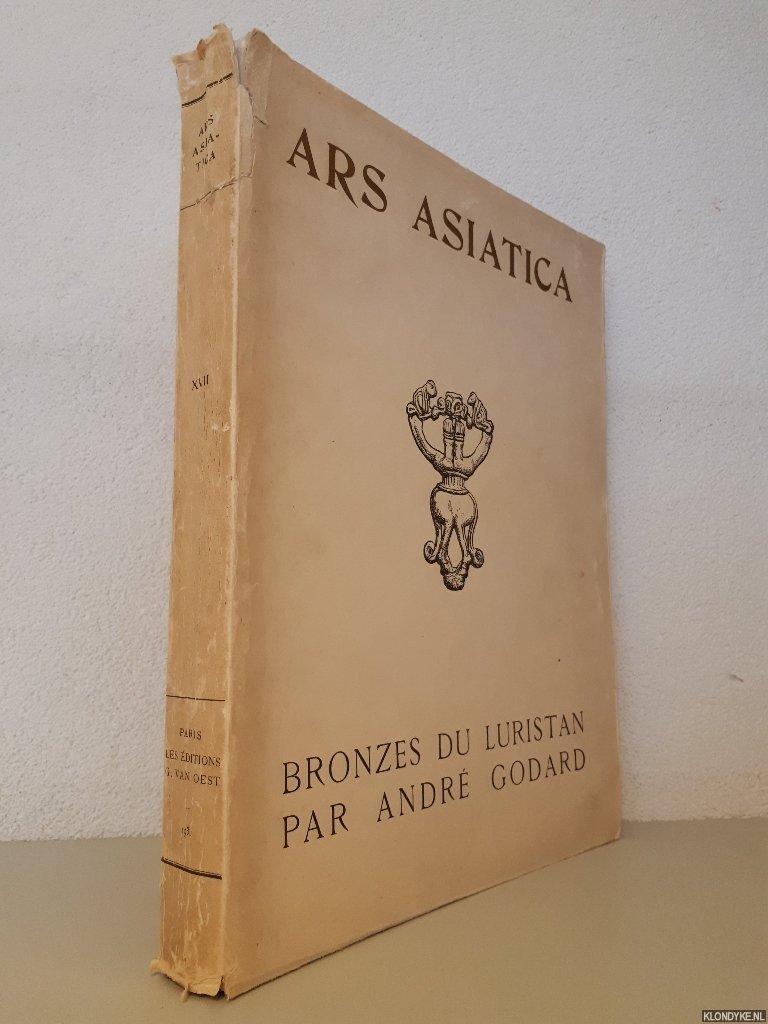 ARS
ASIA-
TICA
XVII
PARIS
LES ÉDITIONS
G. VAN OEST
ARS ASIATICA
BRONZES DU LURISTAN
PAR ANDRÉ GODARD
KLONDYKE.NL